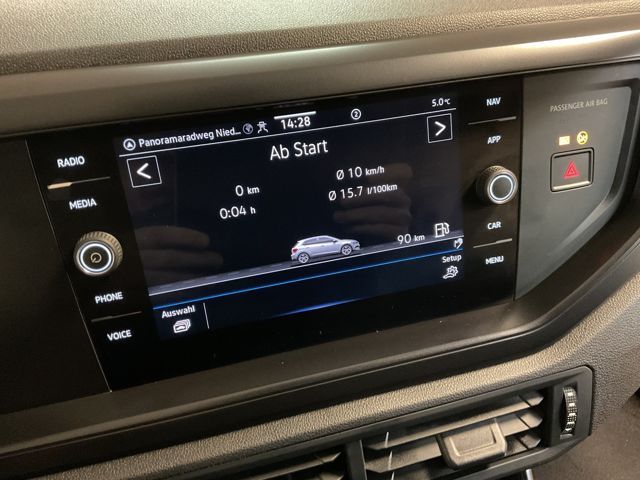 PASSENGER AIR BAG
RADIO
MEDIA
PHONE
VOICE
NAV
APP
CAR
MENU
Panoramaradweg Nied...
14:28
2
5.0°C
Ab Start
0 km
Ø 10 km/h
0:04 h
Ø 15.7 l/100km
90 km
Auswahl
Setup